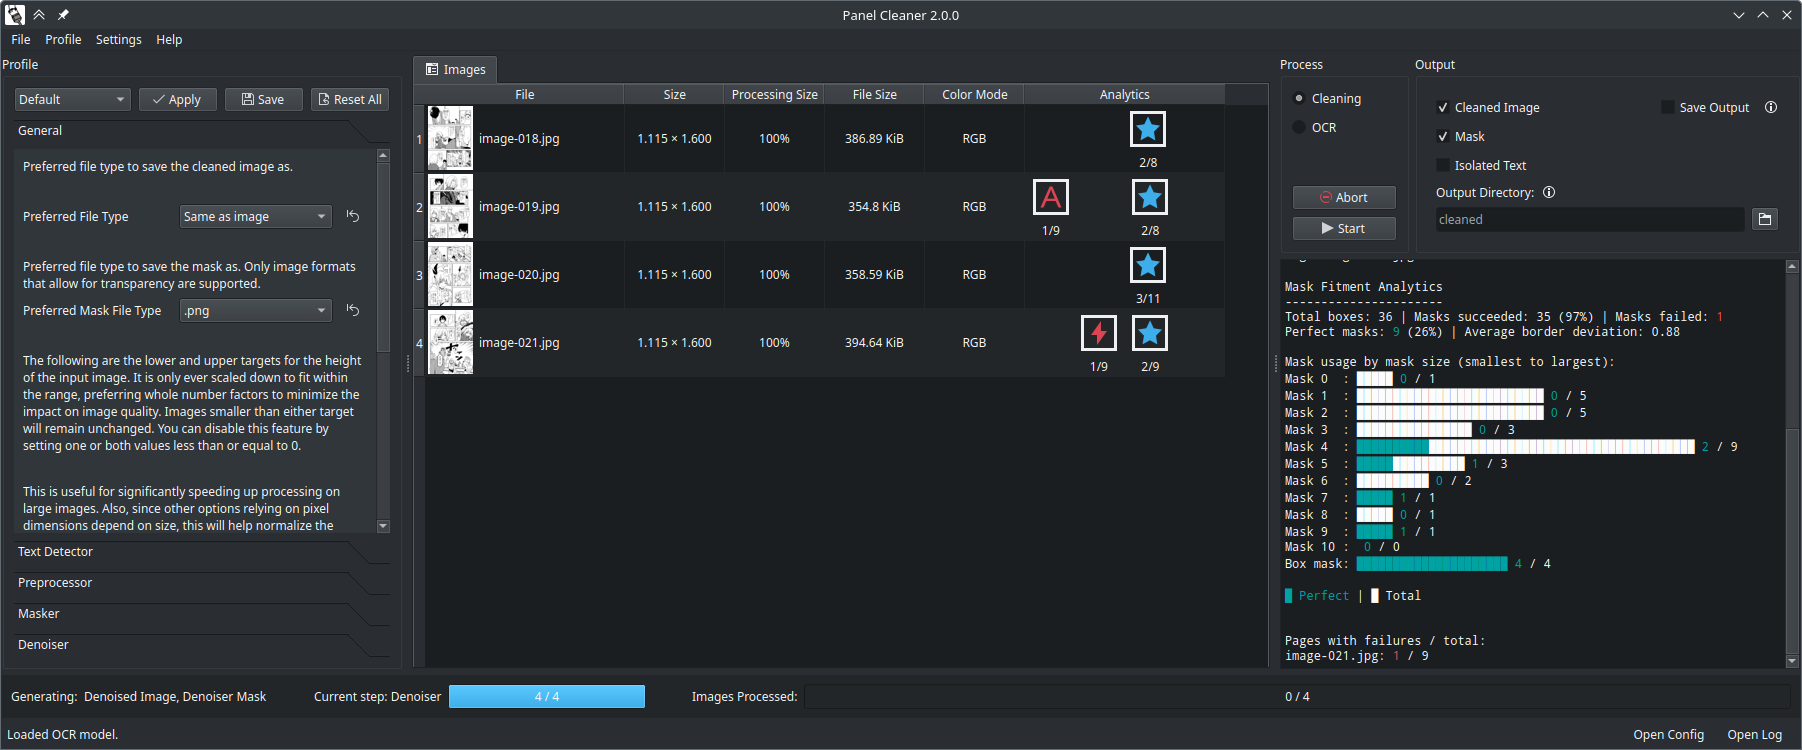 Panel Cleaner 2.0.0
File Profile Settings Help
Profile
Default Apply Save Reset All
General
Preferred file type to save the cleaned image as.
Preferred File Type Same as image
Preferred file type to save the mask as. Only image formats
that allow for transparency are supported.
Preferred Mask File Type .png
The following are the lower and upper targets for the height
of the input image. It is only ever scaled down to fit within
the range, preferring whole number factors to minimize the
impact on image quality. Images smaller than either target
will remain unchanged. You can disable this feature by
setting one or both values less than or equal to 0.
This is useful for significantly speeding up processing on
large images. Also, since other options relying on pixel
dimensions depend on size, this will help normalize the
Text Detector
Preprocessor
Masker
Denoiser
Images
File Size Processing Size File Size Color Mode Analytics
1 image-018.jpg 1.115 × 1.600 100% 386.89 KiB RGB 2/8
2 image-019.jpg 1.115 × 1.600 100% 354.8 KiB RGB A 1/9 2/8
3 image-020.jpg 1.115 × 1.600 100% 358.59 KiB RGB 3/11
4 image-021.jpg 1.115 × 1.600 100% 394.64 KiB RGB 1/9 2/9
Process
Cleaning
OCR
Abort
Start
Output
Cleaned Image Save Output
Mask
Isolated Text
Output Directory:
cleaned
Mask Fitment Analytics
----------------------
Total boxes: 36 | Masks succeeded: 35 (97%) | Masks failed: 1
Perfect masks: 9 (26%) | Average border deviation: 0.88
Mask usage by mask size (smallest to largest):
Mask 0 : 0 / 1
Mask 1 : 0 / 5
Mask 2 : 0 / 5
Mask 3 : 0 / 3
Mask 4 : 2 / 9
Mask 5 : 1 / 3
Mask 6 : 0 / 2
Mask 7 : 1 / 1
Mask 8 : 0 / 1
Mask 9 : 1 / 1
Mask 10 : 0 / 0
Box mask: 4 / 4
Perfect | Total
Pages with failures / total:
image-021.jpg: 1 / 9
Generating: Denoised Image, Denoiser Mask Current step: Denoiser 4 / 4 Images Processed: 0 / 4
Loaded OCR model. Open Config Open Log